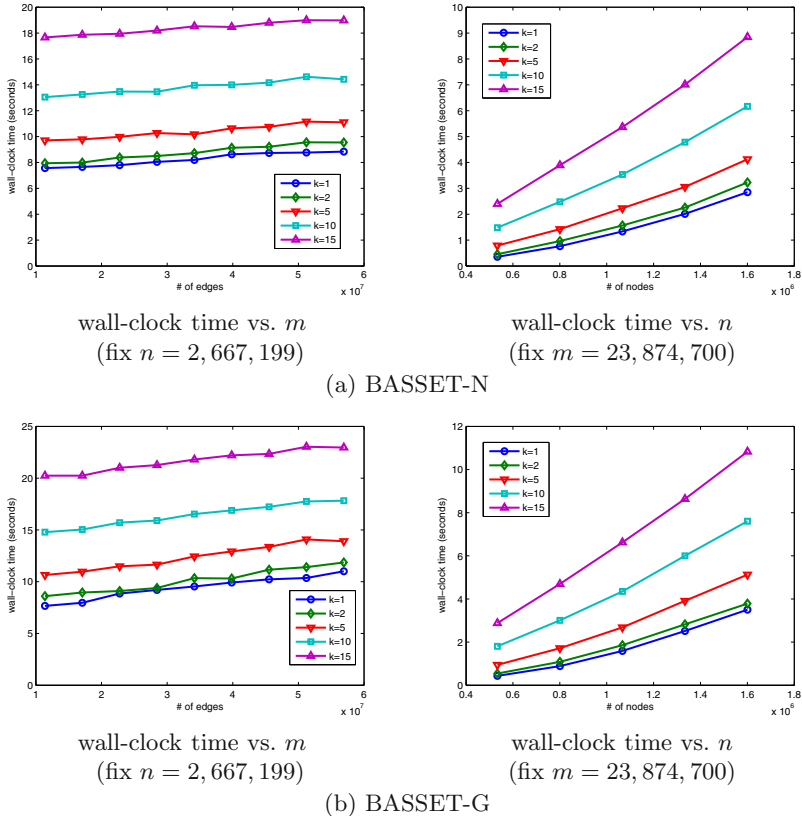 20
18
16
14
12
10
8
6
4
2
0
wall-clock time (seconds)
k=1
k=2
k=5
k=10
k=15
1 2 3 4 5 6
# of edges
x 10^7
wall-clock time vs. m
(fix n = 2, 667, 199)
10
9
8
7
6
5
4
3
2
1
0
wall-clock time (seconds)
k=1
k=2
k=5
k=10
k=15
0.4 0.6 0.8 1 1.2 1.4 1.6 1.8
# of nodes
x 10^6
wall-clock time vs. n
(fix m = 23, 874, 700)
(a) BASSET-N
25
20
15
10
5
0
wall-clock time (seconds)
k=1
k=2
k=5
k=10
k=15
1 2 3 4 5 6
# of edges
x 10^7
wall-clock time vs. m
(fix n = 2, 667, 199)
12
10
8
6
4
2
0
wall-clock time (seconds)
k=1
k=2
k=5
k=10
k=15
0.4 0.6 0.8 1 1.2 1.4 1.6 1.8
# of nodes
x 10^6
wall-clock time vs. n
(fix m = 23, 874, 700)
(b) BASSET-G